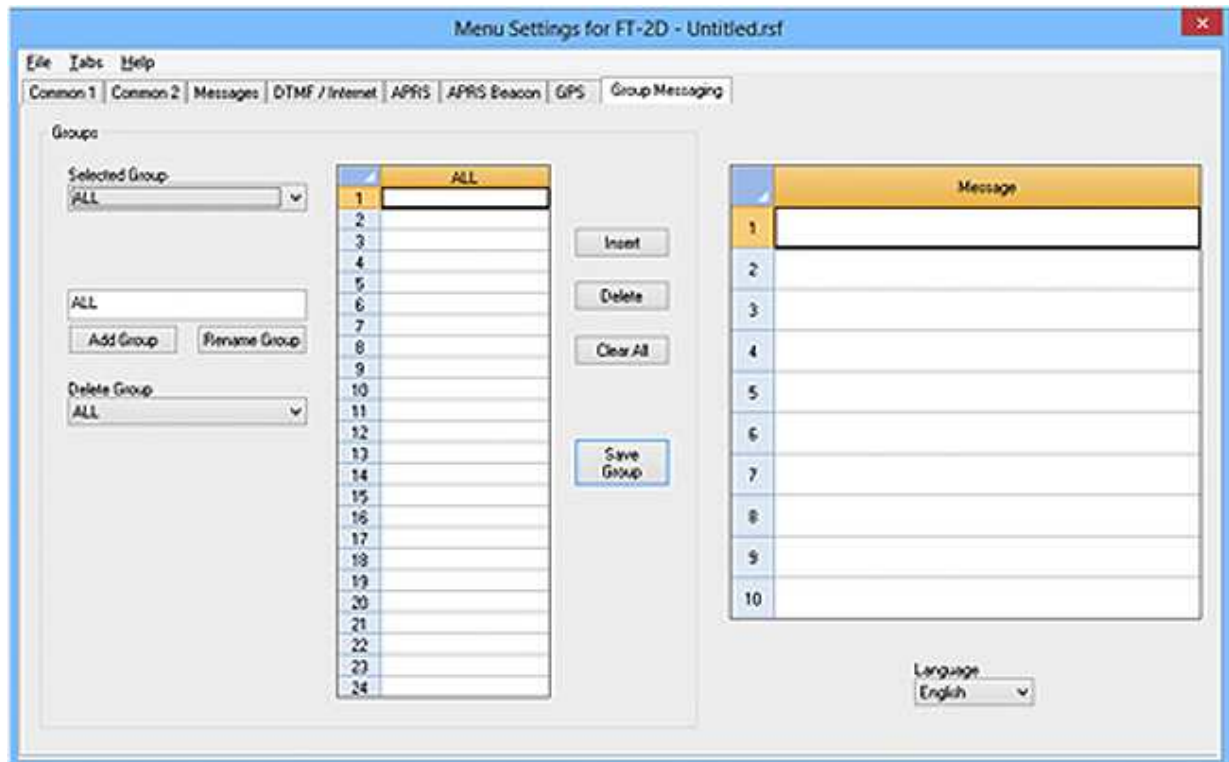 Menu Settings for FT-2D - Untitled.rsf
File Tabs Help
Common 1 Common 2 Messages DTMF / Internet APRS APRS Beacon GPS Group Messaging
Groups
Selected Group
ALL
ALL
Add Group Rename Group
Delete Group
ALL
ALL
1
2
3
4
5
6
7
8
9
10
11
12
13
14
15
16
17
18
19
20
21
22
23
24
Insert
Delete
Clear All
Save
Group
Message
1
2
3
4
5
6
7
8
9
10
Language
English